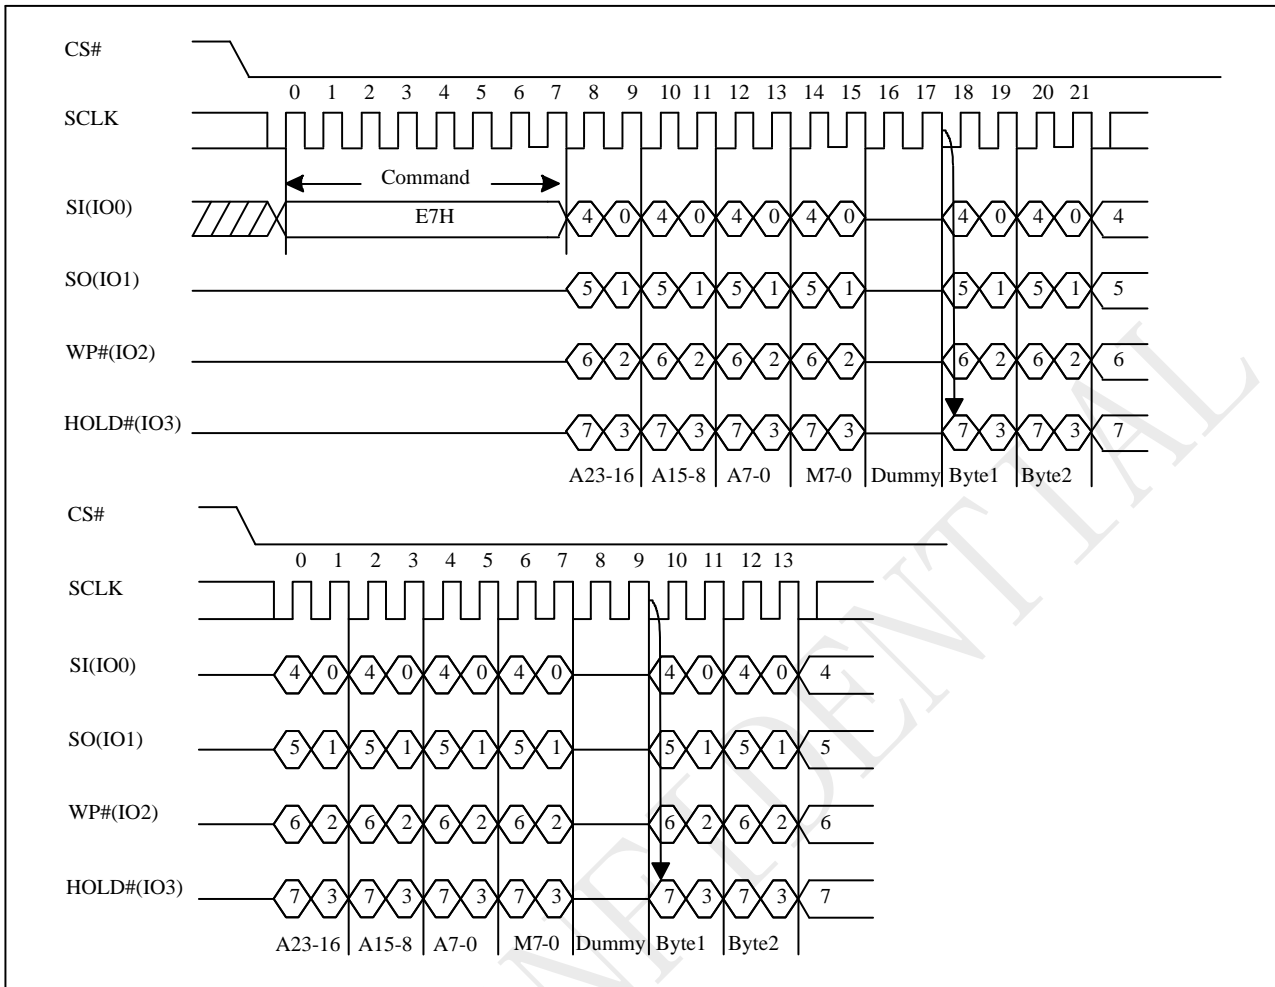 CS#
0 1 2 3 4 5 6 7 8 9 10 11 12 13 14 15 16 17 18 19 20 21
SCLK
Command
SI(IO0) E7H 4 0 4 0 4 0 4 0 4 0 4 0 4
SO(IO1) 5 1 5 1 5 1 5 1 5 1 5 1 5
WP#(IO2) 6 2 6 2 6 2 6 2 6 2 6 2 6
HOLD#(IO3) 7 3 7 3 7 3 7 3 7 3 7 3 7
A23-16 A15-8 A7-0 M7-0 Dummy Byte1 Byte2
CS#
0 1 2 3 4 5 6 7 8 9 10 11 12 13
SCLK
SI(IO0) 4 0 4 0 4 0 4 0 4 0 4 0 4
SO(IO1) 5 1 5 1 5 1 5 1 5 1 5 1 5
WP#(IO2) 6 2 6 2 6 2 6 2 6 2 6 2 6
HOLD#(IO3) 7 3 7 3 7 3 7 3 7 3 7 3 7
A23-16 A15-8 A7-0 M7-0 Dummy Byte1 Byte2
NFIDENTIAL